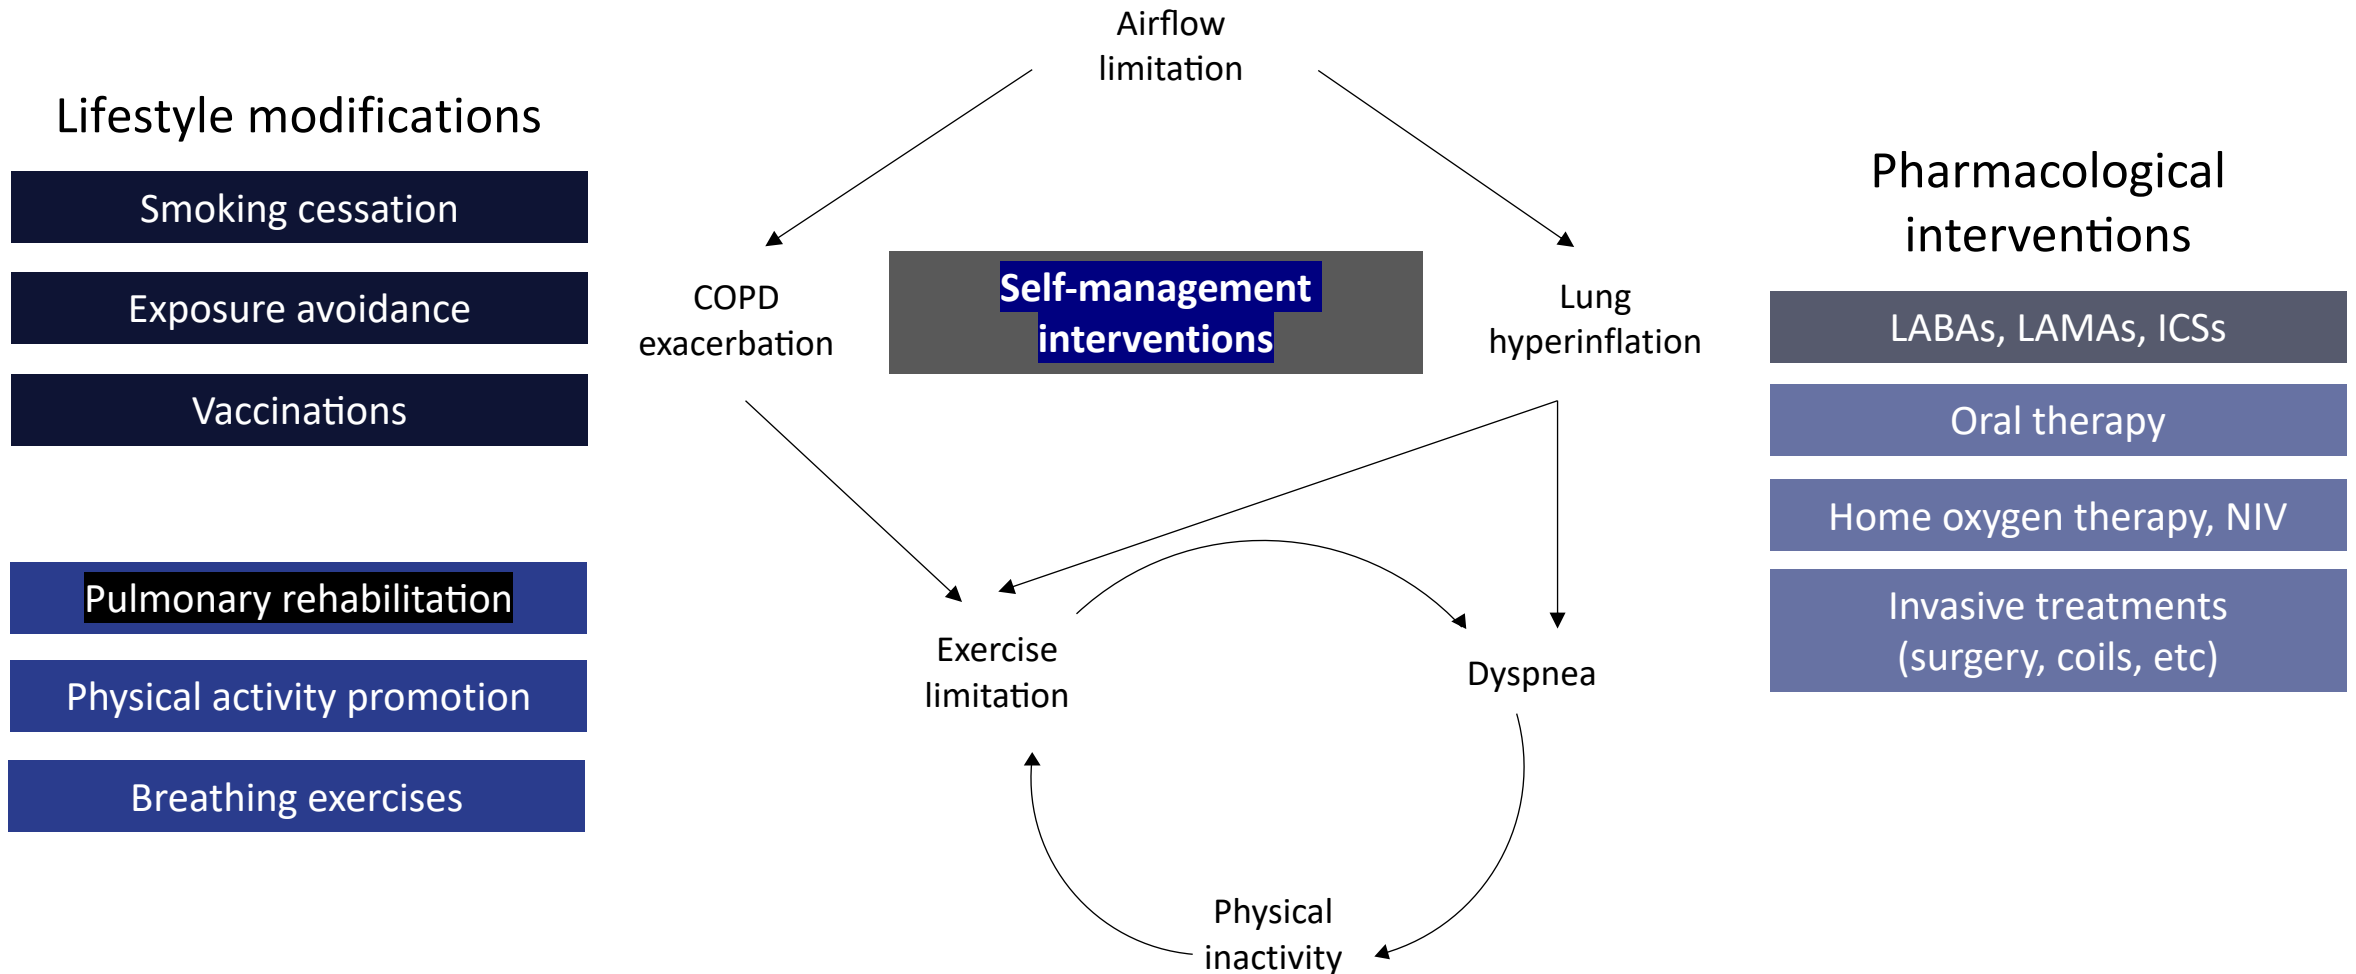 Airflow
limitation
Lifestyle modifications
Smoking cessation
Exposure avoidance
Vaccinations
Pulmonary rehabilitation
Physical activity promotion
Breathing exercises
COPD
exacerbation
Self-management
interventions
Lung
hyperinflation
Exercise
limitation
Dyspnea
Physical
inactivity
Pharmacological
interventions
LABAs, LAMAs, ICSs
Oral therapy
Home oxygen therapy, NIV
Invasive treatments
(surgery, coils, etc)